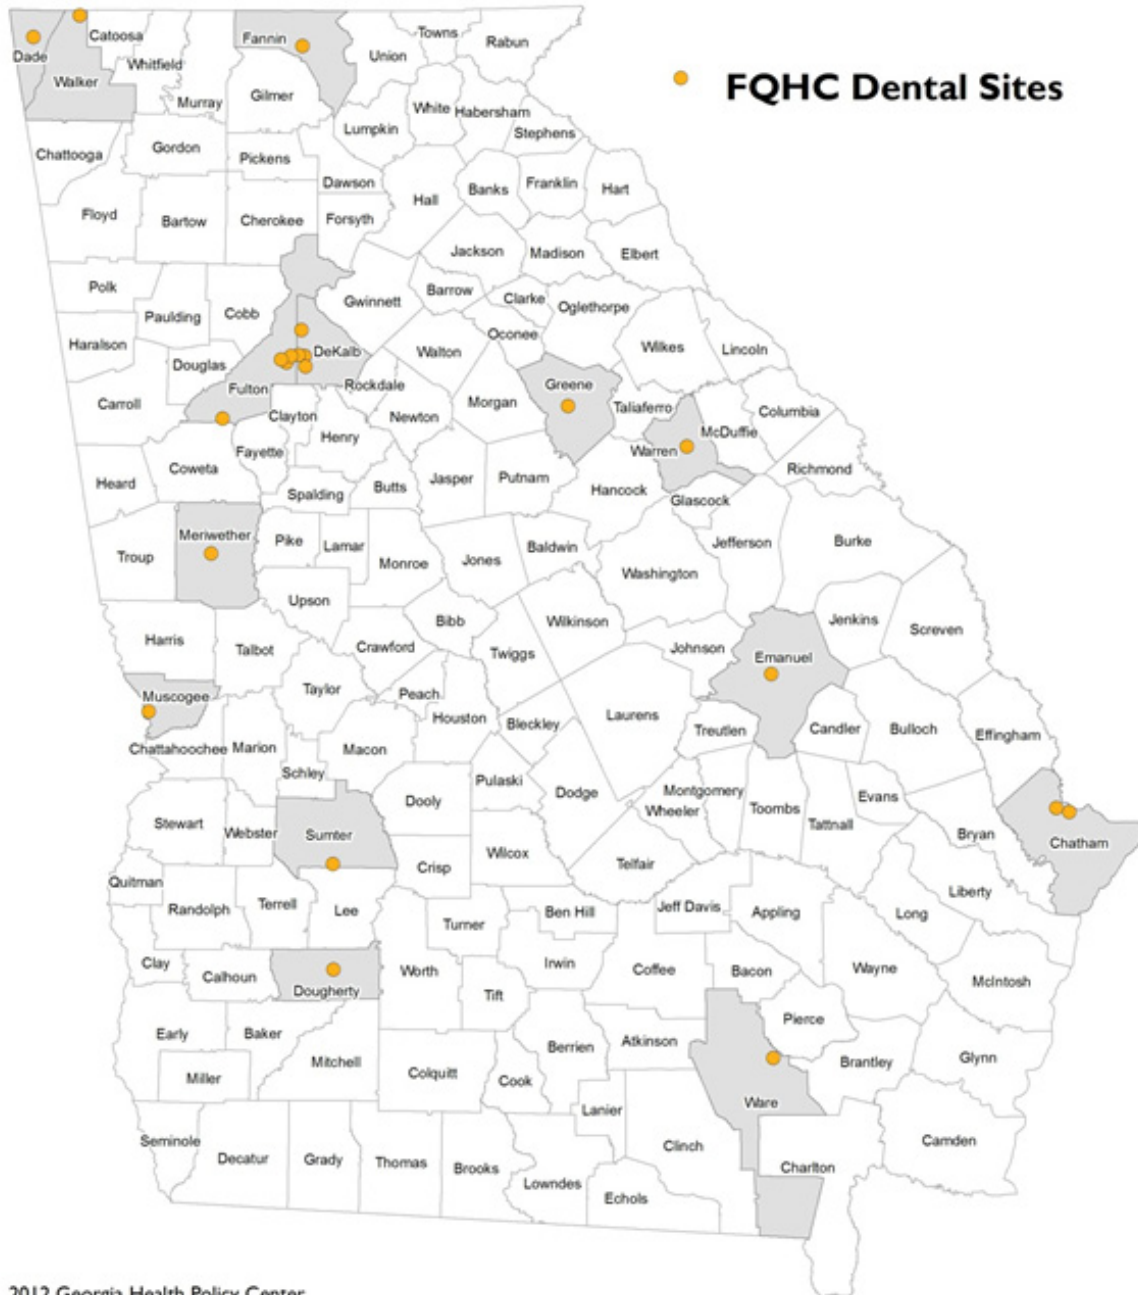 FQHC Dental Sites
Dade
Catoosa
Walker
Whitfield
Murray
Fannin
Gilmer
Union
Towns
Rabun
White
Habersham
Lumpkin
Stephens
Chattooga
Gordon
Pickens
Dawson
Hall
Banks
Franklin
Hart
Floyd
Bartow
Cherokee
Forsyth
Jackson
Madison
Elbert
Polk
Paulding
Cobb
Gwinnett
Barrow
Clarke
Oglethorpe
Oconee
Haralson
Douglas
DeKalb
Walton
Wilkes
Lincoln
Carroll
Fulton
Clayton
Rockdale
Newton
Morgan
Greene
Taliaferro
Columbia
McDuffie
Warren
Richmond
Heard
Coweta
Fayette
Henry
Spalding
Butts
Jasper
Putnam
Hancock
Glascock
Troup
Meriwether
Pike
Lamar
Monroe
Jones
Baldwin
Washington
Jefferson
Burke
Upson
Harris
Talbot
Crawford
Bibb
Twiggs
Wilkinson
Johnson
Emanuel
Jenkins
Screven
Muscogee
Taylor
Peach
Houston
Bleckley
Laurens
Treutlen
Candler
Bulloch
Effingham
Chattahoochee
Marion
Schley
Macon
Pulaski
Dodge
Montgomery
Wheeler
Toombs
Tattnall
Evans
Bryan
Chatham
Stewart
Webster
Sumter
Dooly
Crisp
Wilcox
Telfair
Liberty
Quitman
Randolph
Terrell
Lee
Turner
Ben Hill
Jeff Davis
Appling
Long
Clay
Calhoun
Dougherty
Worth
Tift
Irwin
Coffee
Bacon
Wayne
McIntosh
Early
Baker
Mitchell
Miller
Colquitt
Cook
Berrien
Atkinson
Pierce
Brantley
Glynn
Ware
Lanier
Clinch
Charlton
Camden
Seminole
Decatur
Grady
Thomas
Brooks
Lowndes
Echols
2012 Georgia Health Policy Center